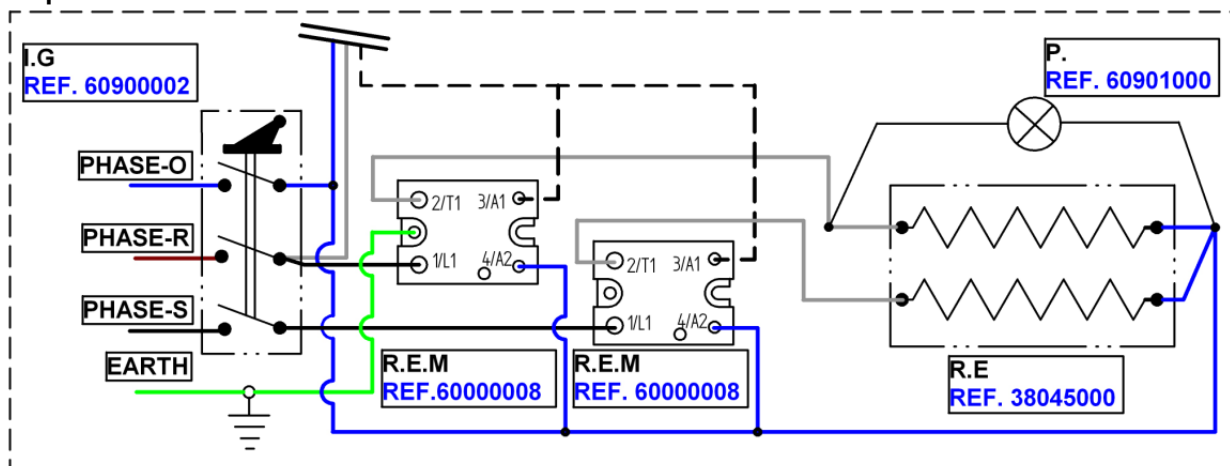 I.G
REF. 60900002
P.
REF. 60901000
PHASE-O
PHASE-R
PHASE-S
EARTH
2/T1 3/A1
1/L1 4/A2
2/T1 3/A1
1/L1 4/A2
R.E.M
REF.60000008
R.E.M
REF. 60000008
R.E
REF. 38045000